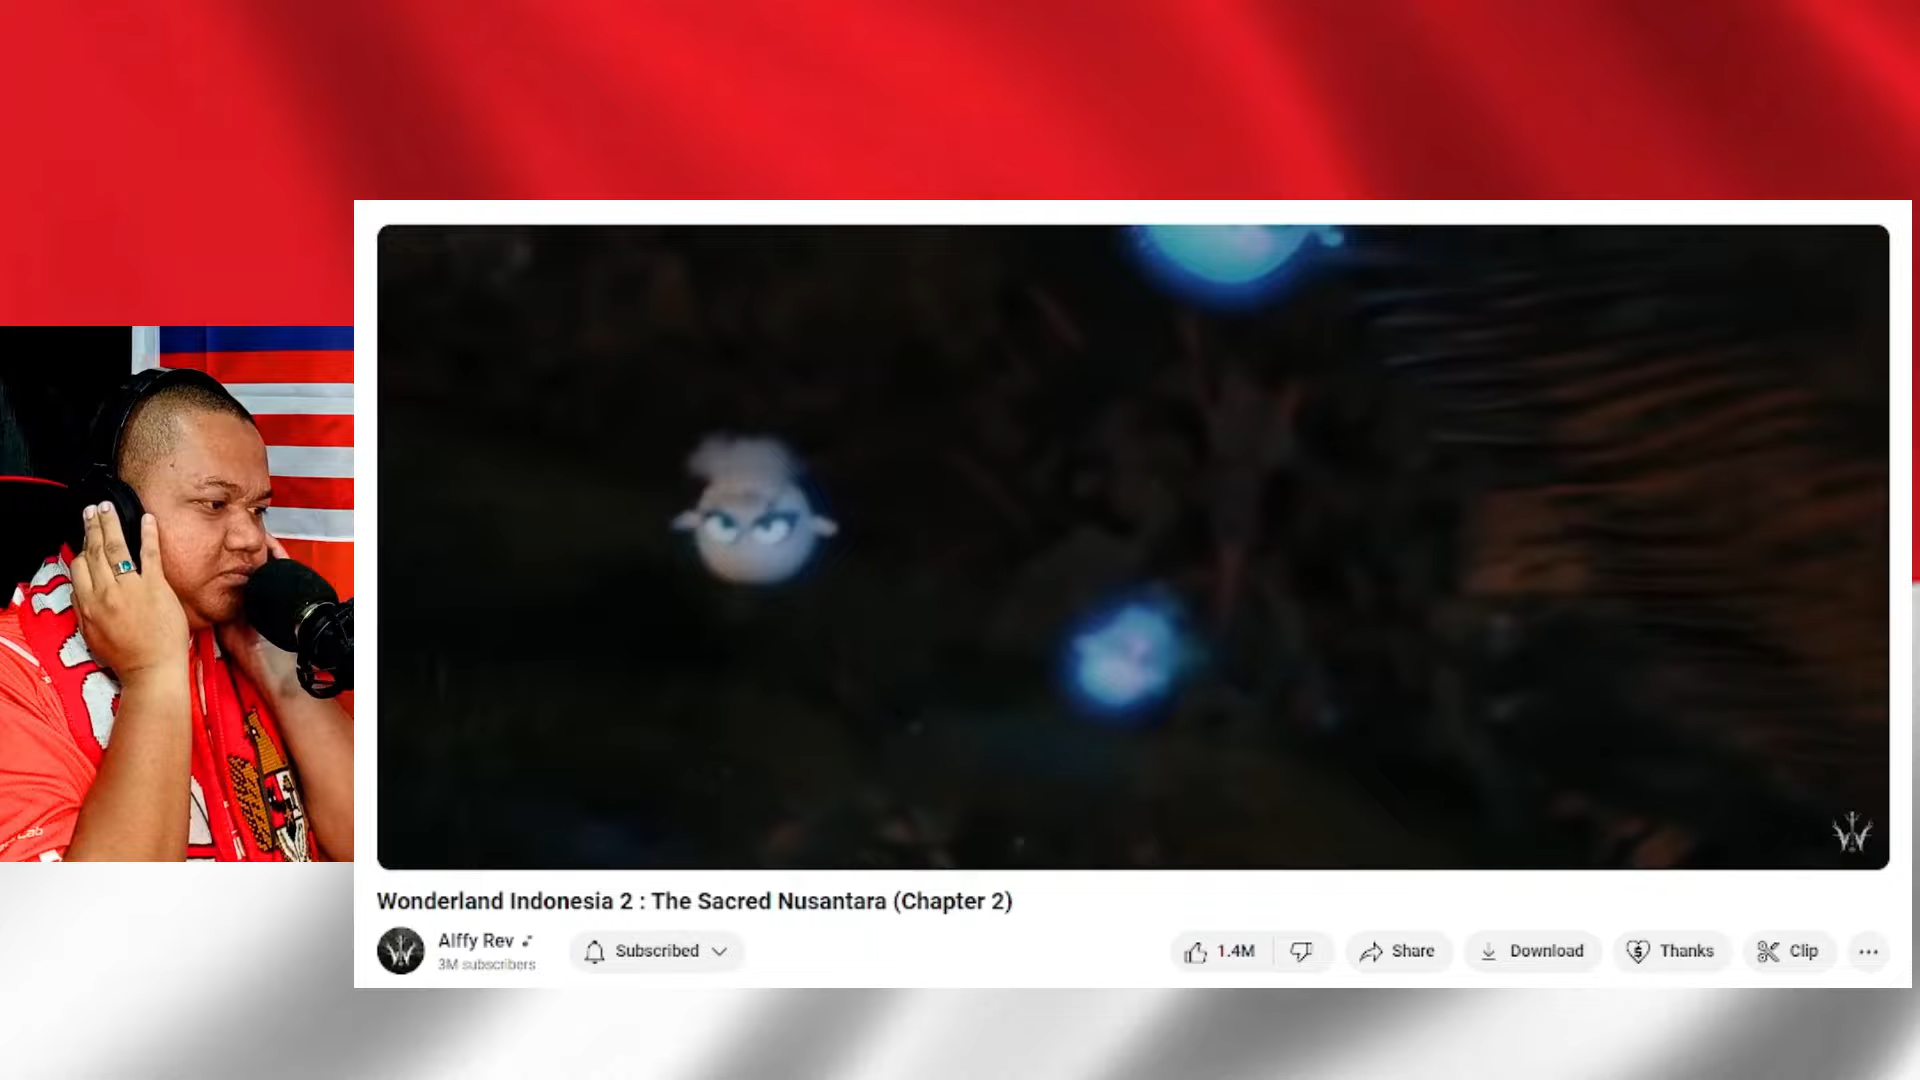 Wonderland Indonesia 2 : The Sacred Nusantara (Chapter 2)
Alffy Rev
3M subscribers
Subscribed
1.4M
Share
Download
Thanks
Clip